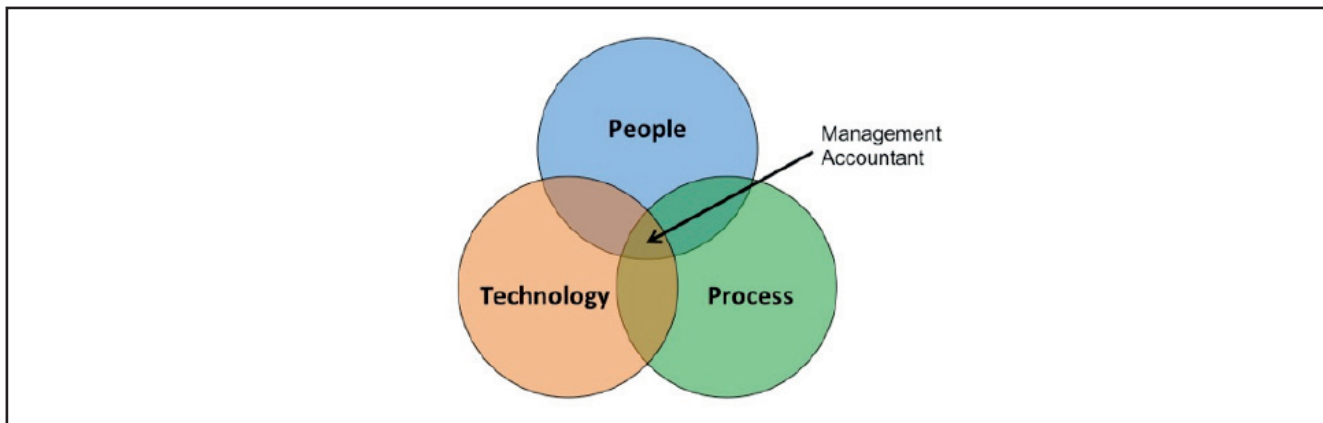 People
Management
Accountant
Technology
Process